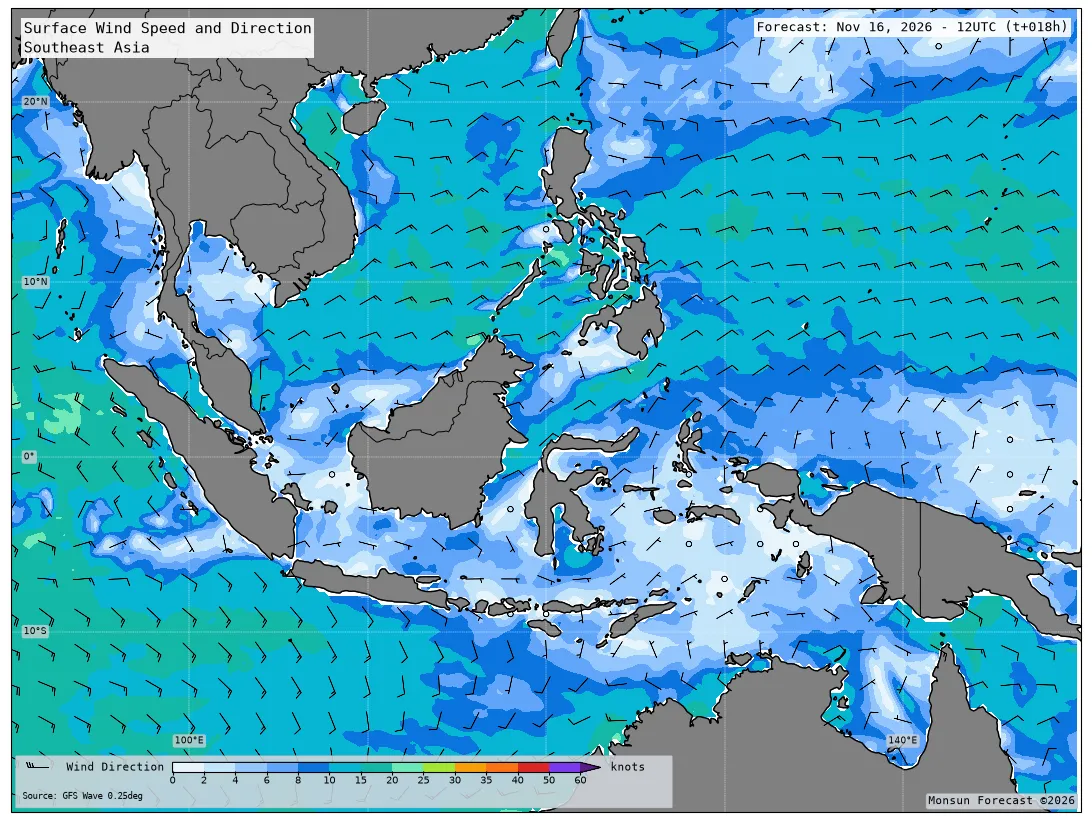 Surface Wind Speed and Direction
Southeast Asia
Forecast: Nov 16, 2026 - 12UTC (t+018h)
20°N
10°N
0°
10°S
100°E
140°E
Wind Direction
knots
0 2 4 6 8 10 15 20 25 30 35 40 50 60
Source: GFS Wave 0.25deg
Monsun Forecast ©2026